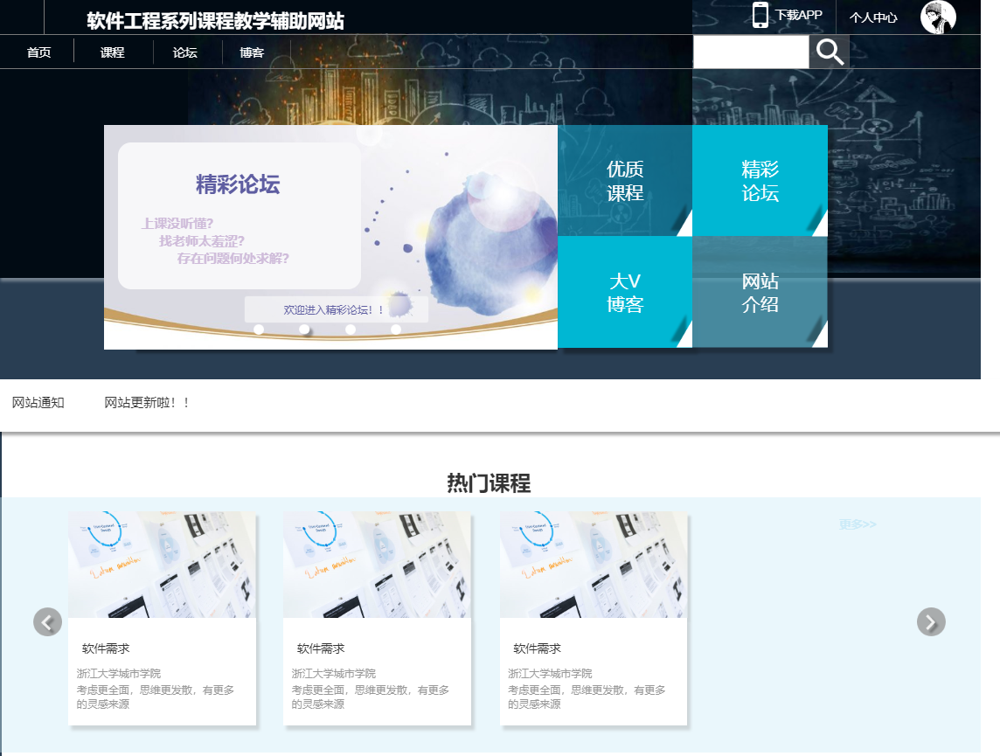 软件工程系列课程教学辅助网站
下载APP
个人中心
首页
课程
论坛
博客
精彩论坛
上课没听懂?
找老师太羞涩?
存在问题何处求解?
欢迎进入精彩论坛！!
优质
课程
精彩
论坛
大V
博客
网站
介绍
网站通知
网站更新啦！!
热门课程
更多>>
软件需求
浙江大学城市学院
考虑更全面，思维更发散，有更多
的灵感来源
软件需求
浙江大学城市学院
考虑更全面，思维更发散，有更多
的灵感来源
软件需求
浙江大学城市学院
考虑更全面，思维更发散，有更多
的灵感来源